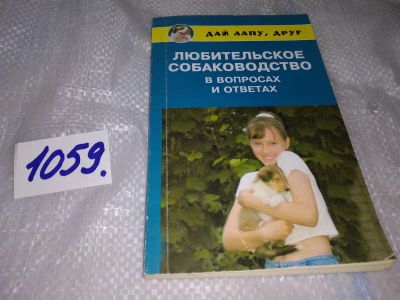 ДАЙ ЛАПУ, ДРУГ
ЛЮБИТЕЛЬСКОЕ
СОБАКОВОДСТВО
В ВОПРОСАХ
И ОТВЕТАХ
1059.